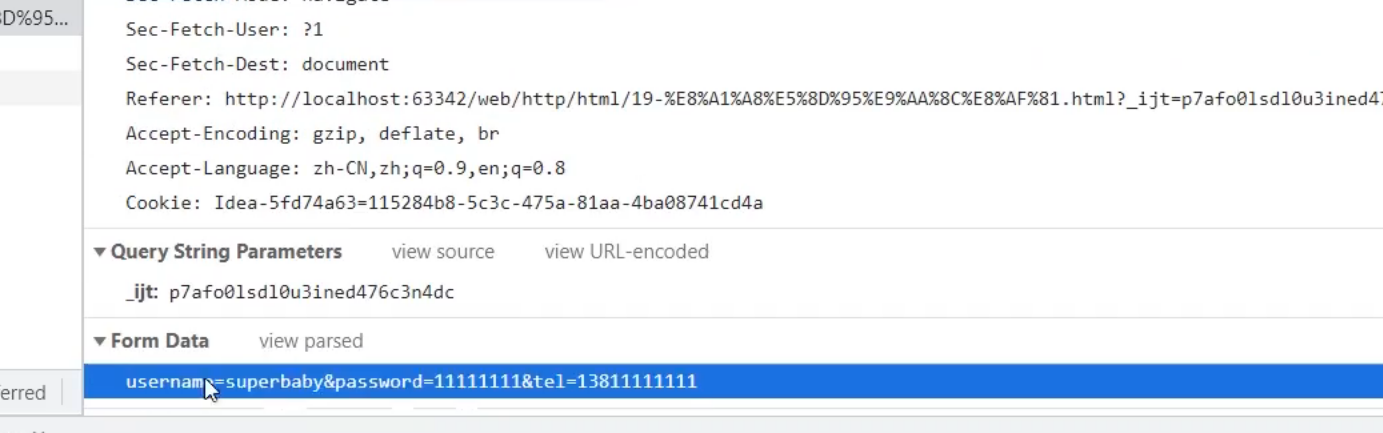 D%95...
Sec-Fetch-User: ?1
Sec-Fetch-Dest: document
Referer: http://localhost:63342/web/http/html/19-%E8%A1%A8%E5%8D%95%E9%AA%8C%E8%AF%81.html?_ijt=p7afo0lsdl0u3ined47
Accept-Encoding: gzip, deflate, br
Accept-Language: zh-CN,zh;q=0.9,en;q=0.8
Cookie: Idea-5fd74a63=115284b8-5c3c-475a-81aa-4ba08741cd4a
Query String Parameters view source view URL-encoded
_ijt: p7afo0lsdl0u3ined476c3n4dc
Form Data view parsed
username=superbaby&password=11111111&tel=13811111111
erred